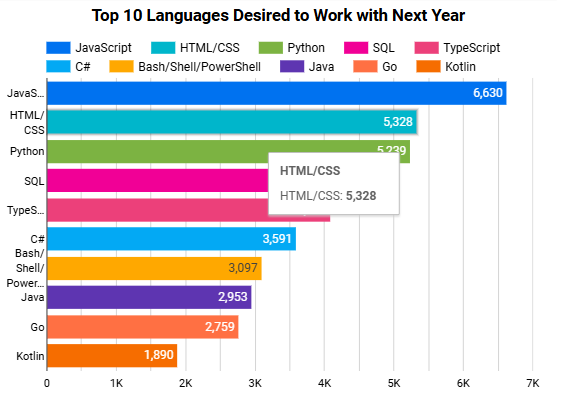 Top 10 Languages Desired to Work with Next Year
JavaScript HTML/CSS Python SQL TypeScript
C# Bash/Shell/PowerShell Java Go Kotlin
JavaS... 6,630
HTML/
CSS 5,328
Python 5,239
HTML/CSS
SQL
HTML/CSS: 5,328
TypeS...
C# 3,591
Bash/
Shell/ 3,097
Power...
Java 2,953
Go 2,759
Kotlin 1,890
0 1K 2K 3K 4K 5K 6K 7K